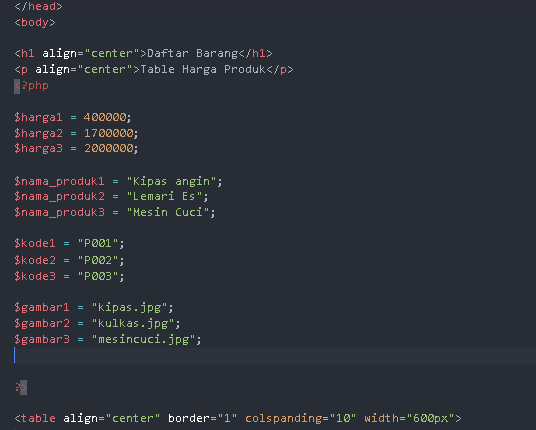 </head>
<body>
<h1 align="center">Daftar Barang</h1>
<p align="center">Table Harga Produk</p>
<?php
$harga1 = 400000;
$harga2 = 1700000;
$harga3 = 2000000;
$nama_produk1 = "Kipas angin";
$nama_produk2 = "Lemari Es";
$nama_produk3 = "Mesin Cuci";
$kode1 = "P001";
$kode2 = "P002";
$kode3 = "P003";
$gambar1 = "kipas.jpg";
$gambar2 = "kulkas.jpg";
$gambar3 = "mesincuci.jpg";
?>
<table align="center" border="1" colspanding="10" width="600px">